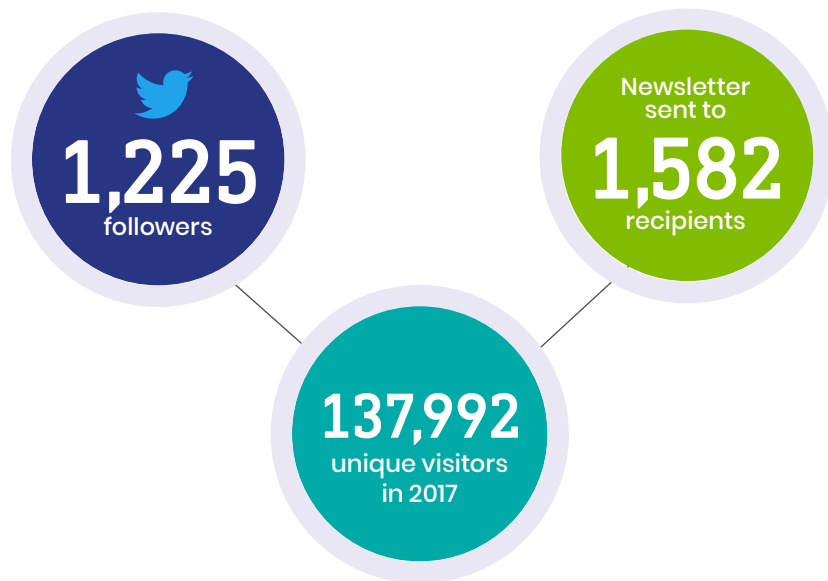 1,225
followers
Newsletter
sent to
1,582
recipients
137,992
unique visitors
in 2017